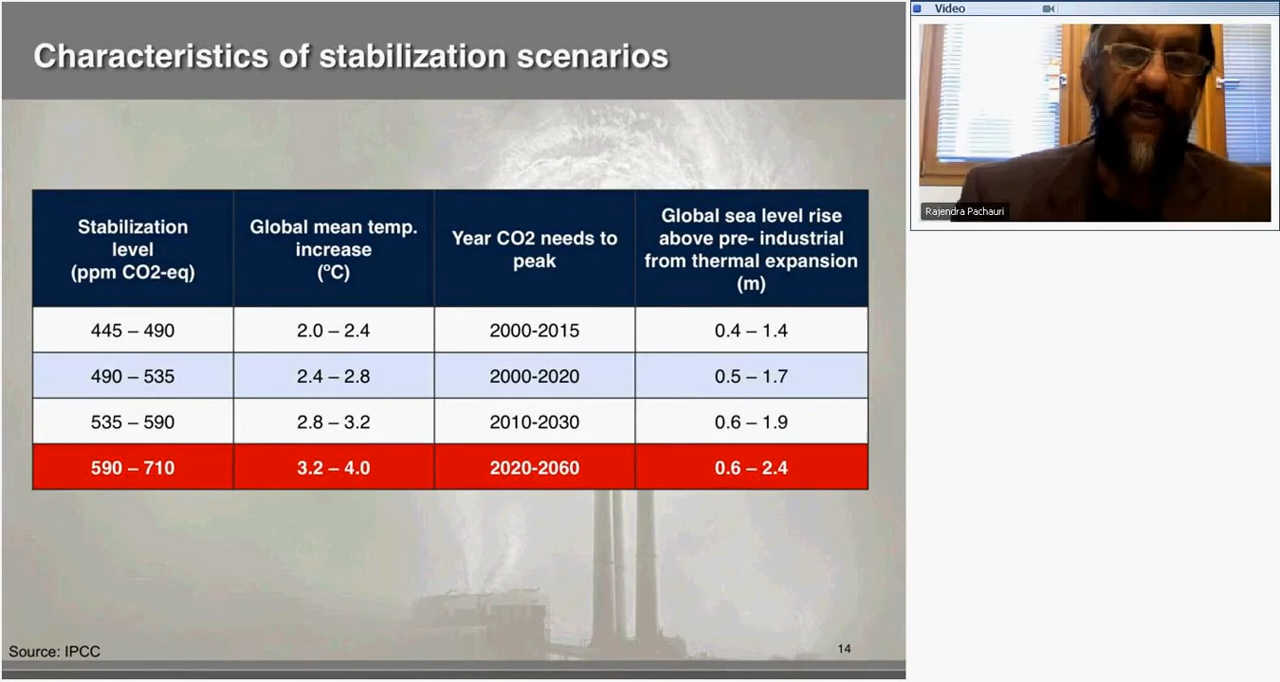 Characteristics of stabilization scenarios
Video
Rajendra Pachauri
Stabilization
level
(ppm CO2-eq)
Global mean temp.
increase
(ºC)
Year CO2 needs to
peak
Global sea level rise
above pre- industrial
from thermal expansion
(m)
445 – 490 2.0 – 2.4 2000-2015 0.4 – 1.4
490 – 535 2.4 – 2.8 2000-2020 0.5 – 1.7
535 – 590 2.8 – 3.2 2010-2030 0.6 – 1.9
590 – 710 3.2 – 4.0 2020-2060 0.6 – 2.4
Source: IPCC
14